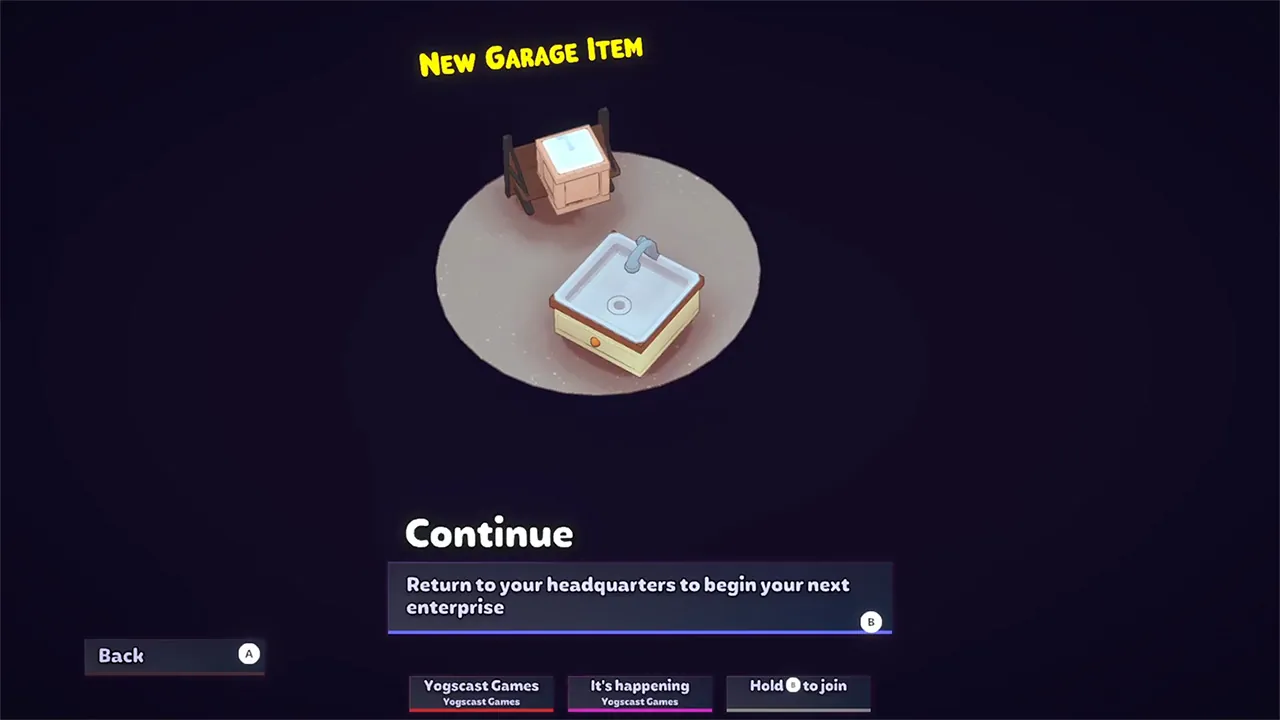 New Garage Item
Continue
Return to your headquarters to begin your next
enterprise
B
Back
A
Yogscast Games
Yogscast Games
It's happening
Yogscast Games
Hold B to join